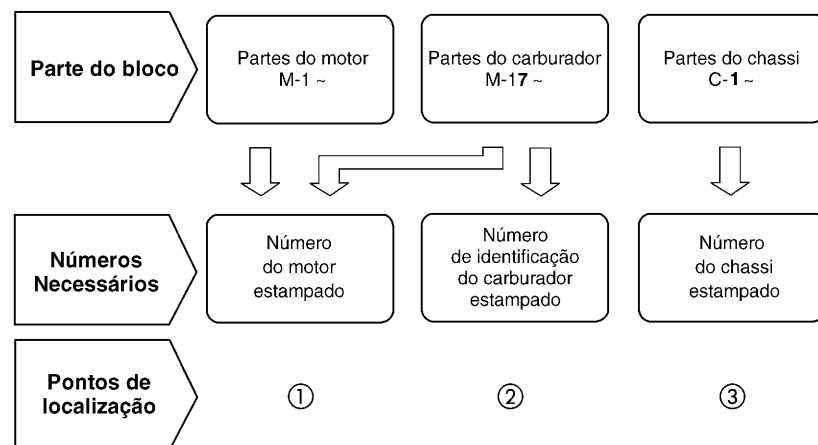 Parte do bloco
Partes do motor
M-1 ~
Partes do carburador
M-17 ~
Partes do chassi
C-1 ~
Números
Necessários
Número
do motor
estampado
Número
de identificação
do carburador
estampado
Número
do chassi
estampado
Pontos de
localização
①
②
③